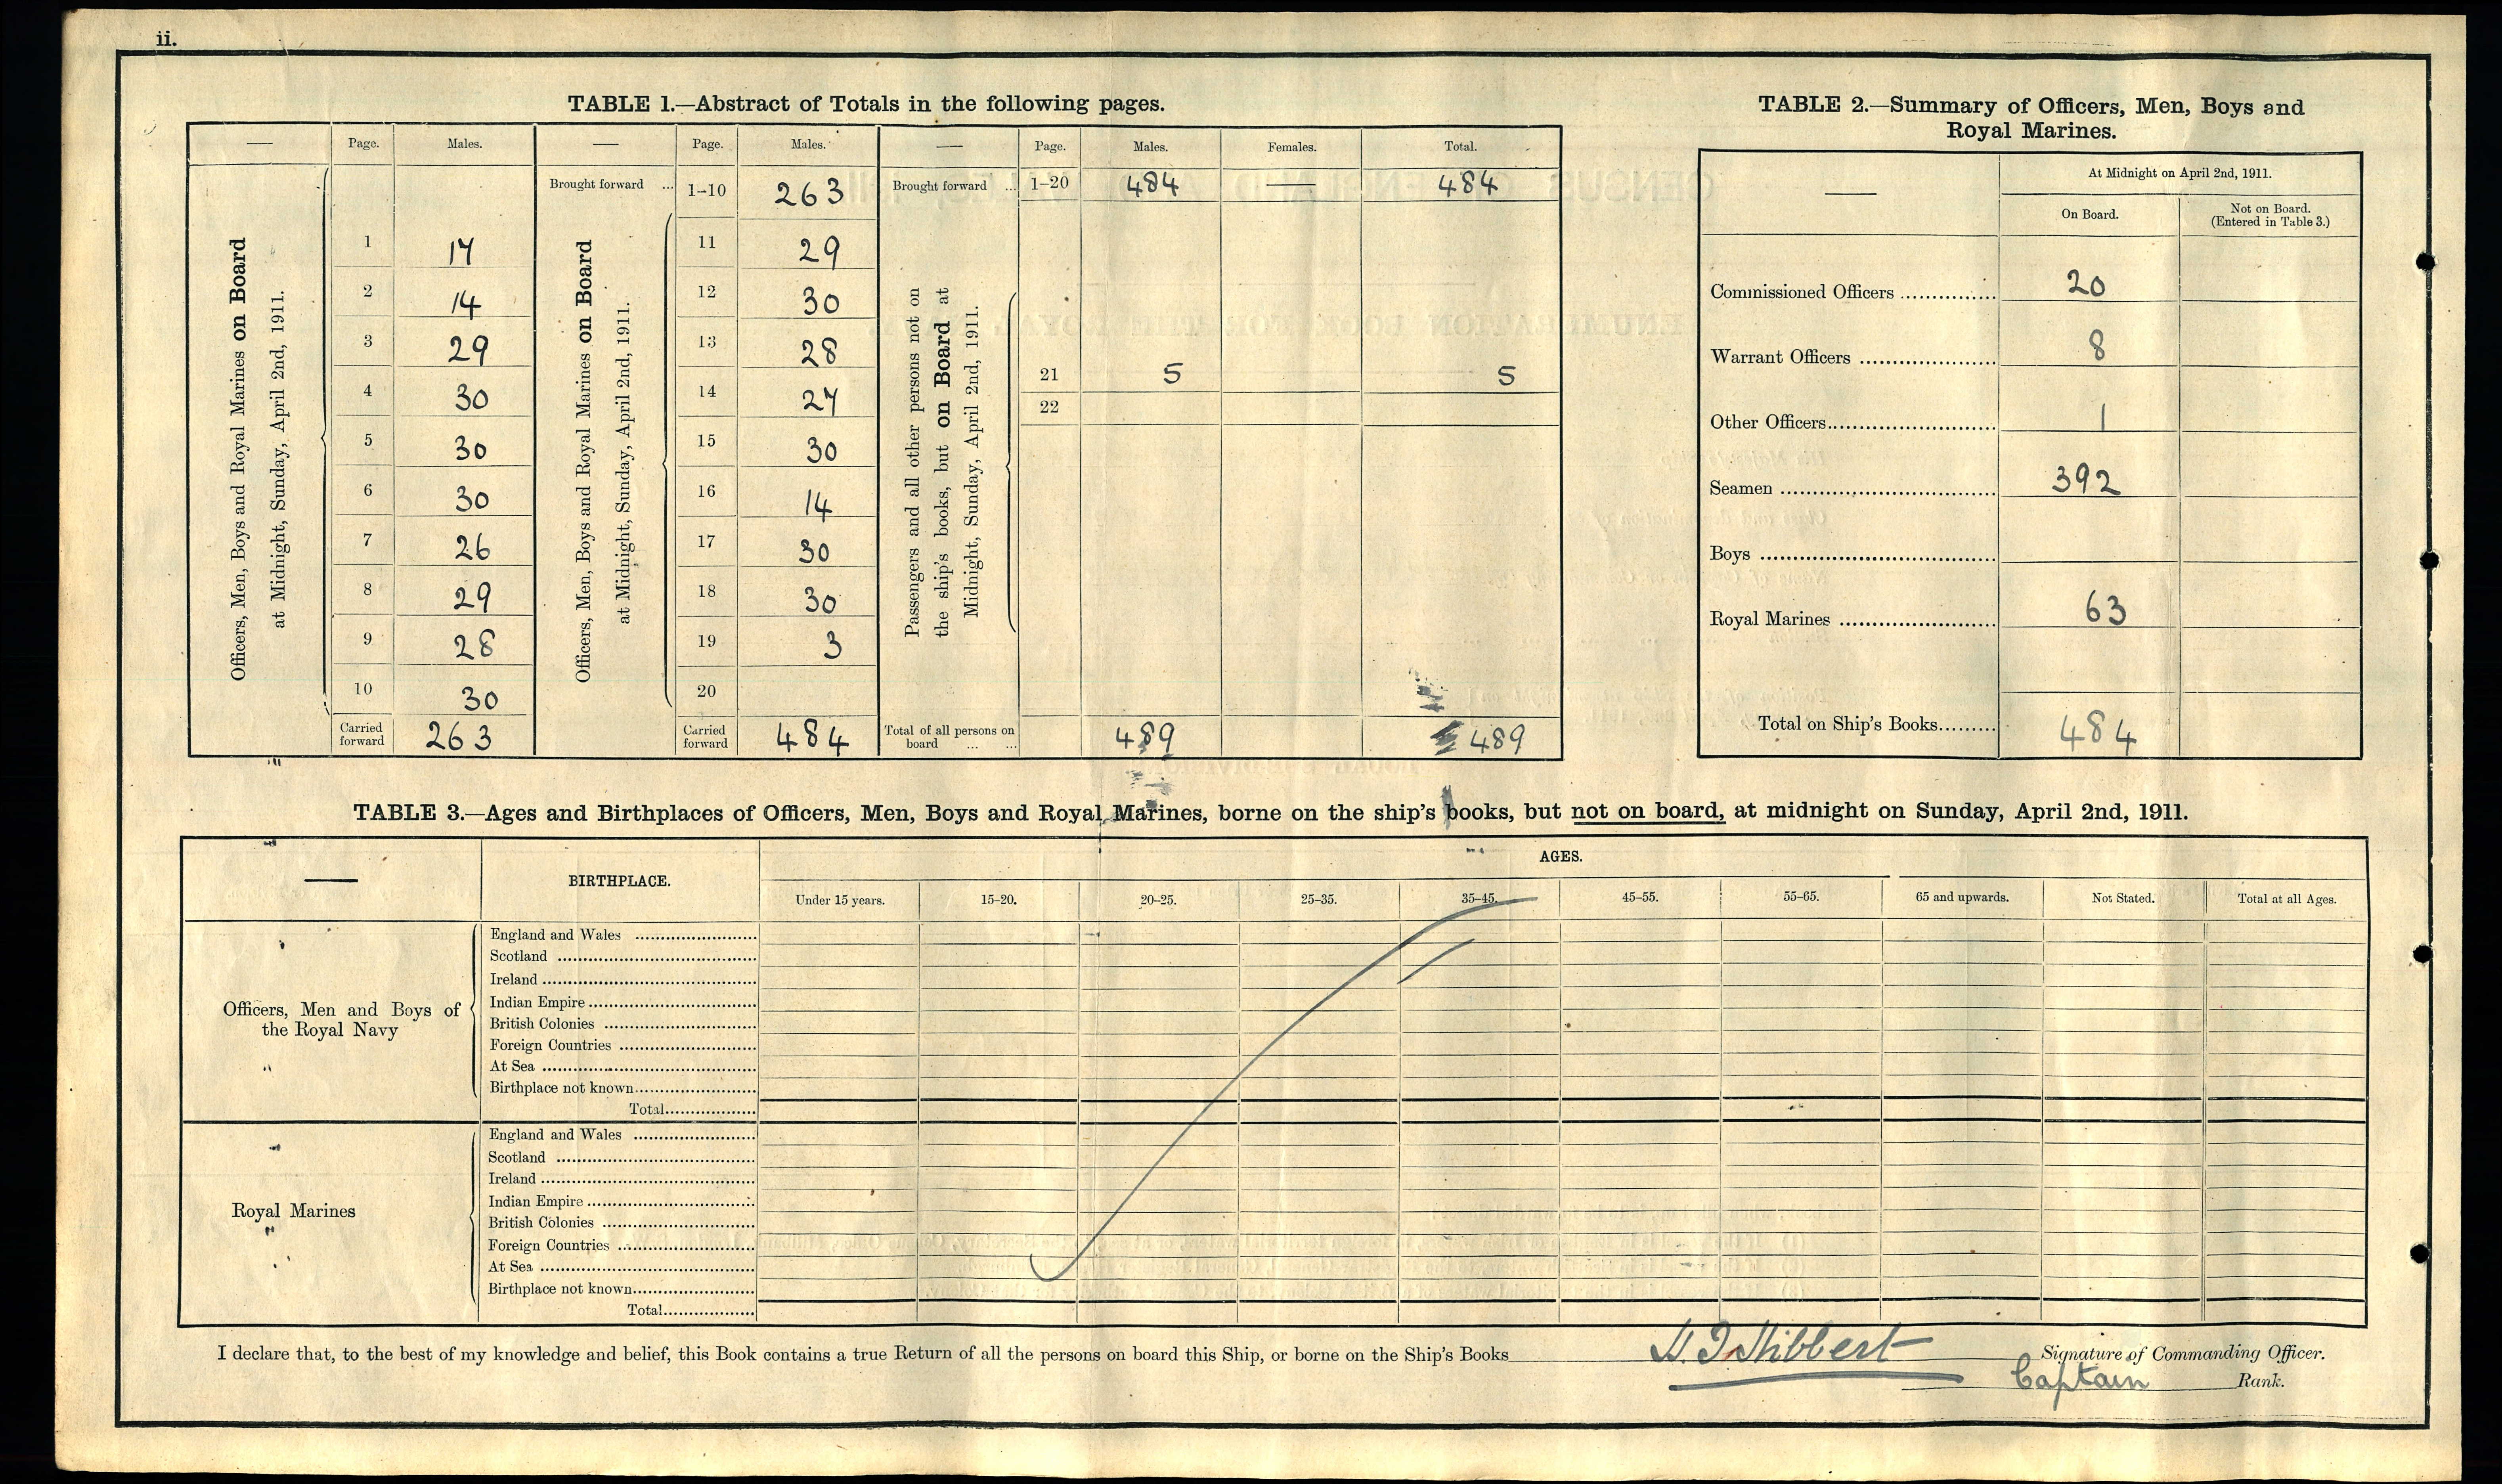 ii.
TABLE 1.—Abstract of Totals in the following pages.
— Page. Males. — Page. Males. — Page. Males. Females. Total.
Brought forward ... 1–10 263 Brought forward ... 1–20 484 — 484
Officers, Men, Boys and Royal Marines on Board
at Midnight, Sunday, April 2nd, 1911.
Officers, Men, Boys and Royal Marines on Board
at Midnight, Sunday, April 2nd, 1911.
Passengers and all other persons not on
the ship's books, but on Board at
Midnight, Sunday, April 2nd, 1911.
1 17 11 29
2 14 12 30
3 29 13 28
21 5 5
4 30 14 27
22
5 30 15 30
6 30 16 14
7 26 17 30
8 29 18 30
9 28 19 3
10 30 20
Carried forward 263 Carried forward 484 Total of all persons on board ... ... 489 489
TABLE 2.—Summary of Officers, Men, Boys and
Royal Marines.
— At Midnight on April 2nd, 1911.
On Board. Not on Board.
(Entered in Table 3.)
Commissioned Officers ............... 20
Warrant Officers ..................... 8
Other Officers........................... 1
Seamen ................................... 392
Boys .......................................
Royal Marines ......................... 63
Total on Ship's Books......... 484
TABLE 3.—Ages and Birthplaces of Officers, Men, Boys and Royal Marines, borne on the ship's books, but not on board, at midnight on Sunday, April 2nd, 1911.
— BIRTHPLACE. AGES.
Under 15 years. 15–20. 20–25. 25–35. 35–45. 45–55. 55–65. 65 and upwards. Not Stated. Total at all Ages.
Officers, Men and Boys of
the Royal Navy
England and Wales ........................
Scotland .......................................
Ireland ..........................................
Indian Empire .................................
British Colonies ..............................
Foreign Countries ...........................
At Sea ..........................................
Birthplace not known........................
Total..................
Royal Marines
England and Wales ........................
Scotland .......................................
Ireland ..........................................
Indian Empire .................................
British Colonies ..............................
Foreign Countries ...........................
At Sea ..........................................
Birthplace not known........................
Total..................
I declare that, to the best of my knowledge and belief, this Book contains a true Return of all the persons on board this Ship, or borne on the Ship's Books H. T. Hibbert Signature of Commanding Officer.
Captain Rank.